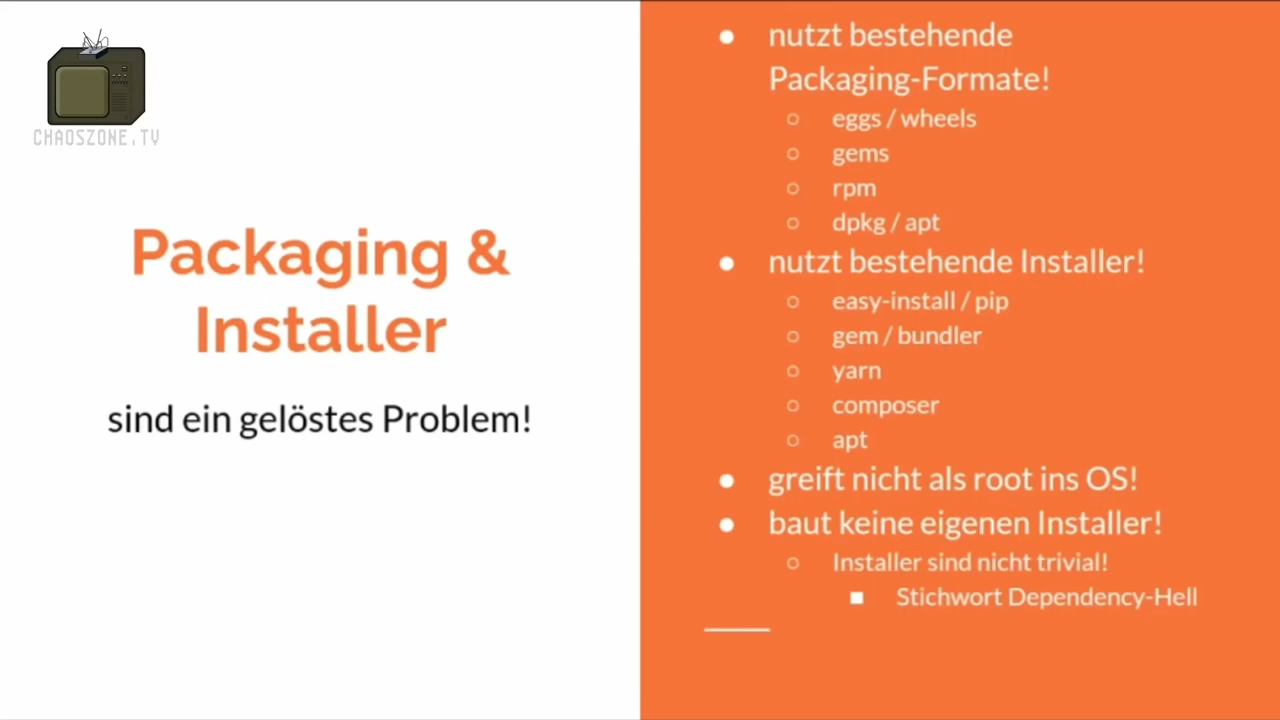 CHAOSZONE.TV
Packaging &
Installer
sind ein gelöstes Problem!
nutzt bestehende
Packaging-Formate!
eggs / wheels
gems
rpm
dpkg / apt
nutzt bestehende Installer!
easy-install / pip
gem / bundler
yarn
composer
apt
greift nicht als root ins OS!
baut keine eigenen Installer!
Installer sind nicht trivial!
Stichwort Dependency-Hell